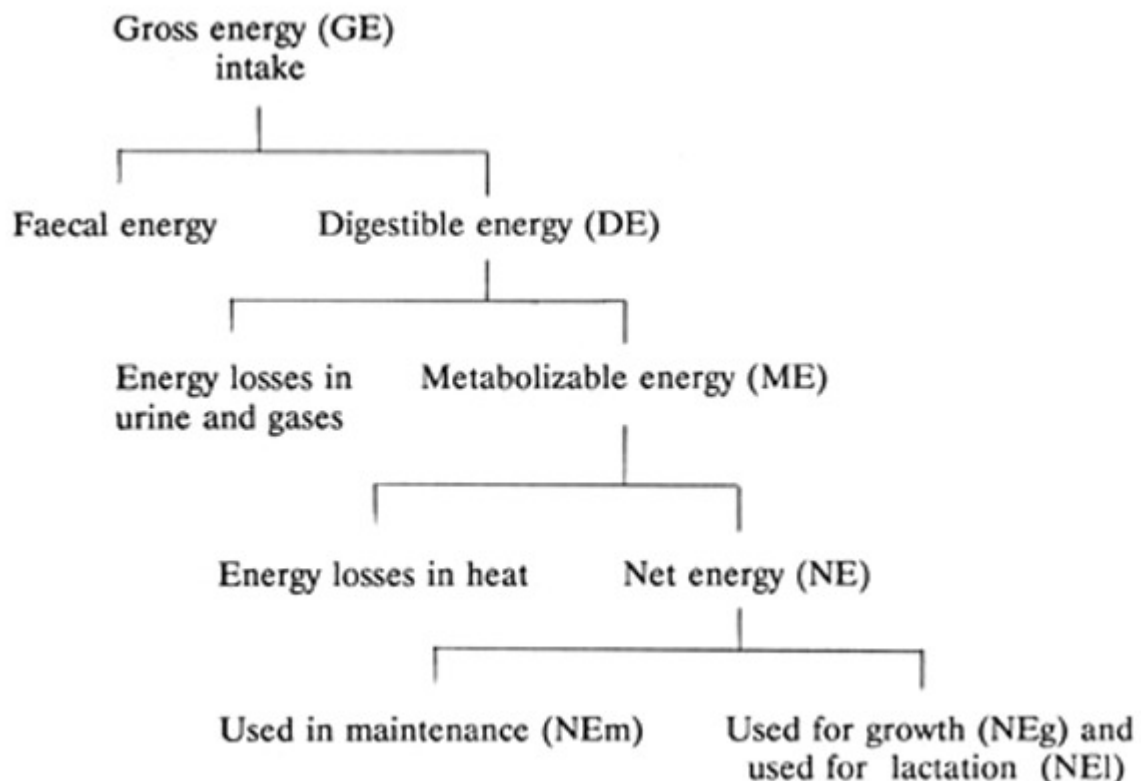 Gross energy (GE)
intake
Faecal energy
Digestible energy (DE)
Energy losses in
urine and gases
Metabolizable energy (ME)
Energy losses in heat
Net energy (NE)
Used in maintenance (NEm)
Used for growth (NEg) and
used for lactation (NEl)